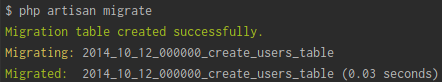 $ php artisan migrate
Migration table created successfully.
Migrating: 2014_10_12_000000_create_users_table
Migrated:  2014_10_12_000000_create_users_table (0.03 seconds)